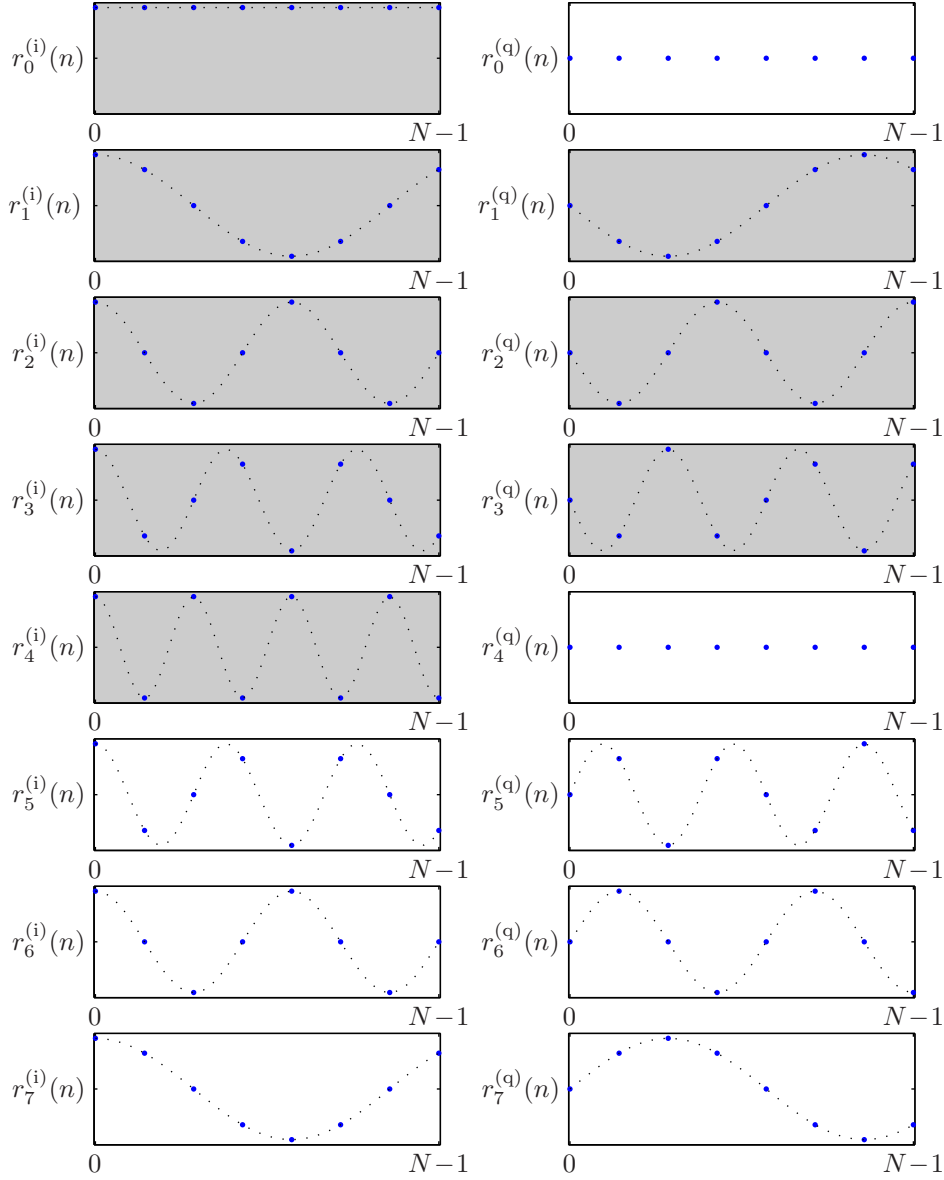 r_0^{(i)}(n) r_0^{(q)}(n)
0 N−1 0 N−1
r_1^{(i)}(n) r_1^{(q)}(n)
0 N−1 0 N−1
r_2^{(i)}(n) r_2^{(q)}(n)
0 N−1 0 N−1
r_3^{(i)}(n) r_3^{(q)}(n)
0 N−1 0 N−1
r_4^{(i)}(n) r_4^{(q)}(n)
0 N−1 0 N−1
r_5^{(i)}(n) r_5^{(q)}(n)
0 N−1 0 N−1
r_6^{(i)}(n) r_6^{(q)}(n)
0 N−1 0 N−1
r_7^{(i)}(n) r_7^{(q)}(n)
0 N−1 0 N−1